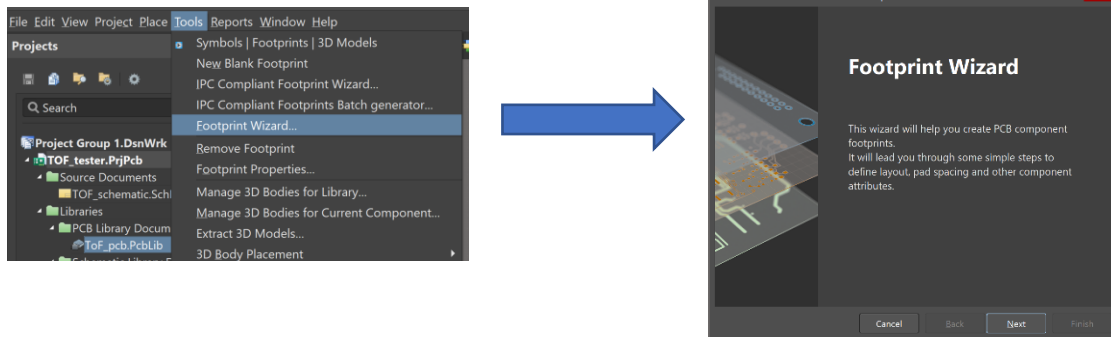 File Edit View Project Place Tools Reports Window Help
Projects
Search
Project Group 1.DsnWrk
TOF_tester.PrjPcb
Source Documents
TOF_schematic.Schl
Libraries
PCB Library Docum
ToF_pcb.PcbLib
Symbols | Footprints | 3D Models
New Blank Footprint
IPC Compliant Footprint Wizard...
IPC Compliant Footprints Batch generator...
Footprint Wizard...
Remove Footprint
Footprint Properties...
Manage 3D Bodies for Library...
Manage 3D Bodies for Current Component...
Extract 3D Models...
3D Body Placement
Footprint Wizard
This wizard will help you create PCB component
footprints.
It will lead you through some simple steps to
define layout, pad spacing and other component
attributes.
Cancel Back Next Finish